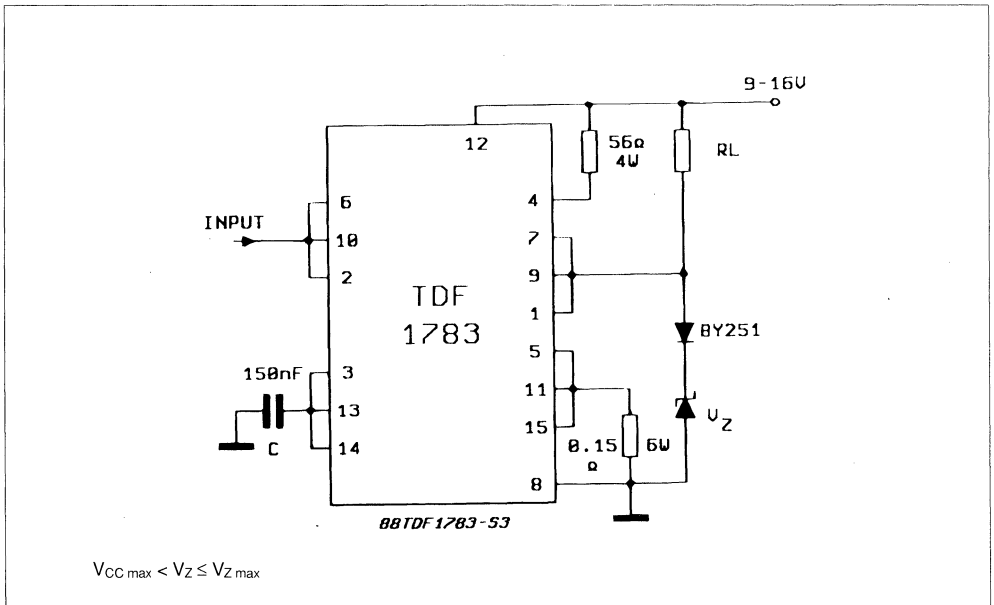 9-16V
12
56Ω
4W
RL
6
4
INPUT
10
7
2
9
TDF
1783
1
BY251
5
150nF
3
11
VZ
13
15
0.15
Ω
6W
C
14
8
88TDF1783-53
VCC max < VZ ≤ VZ max